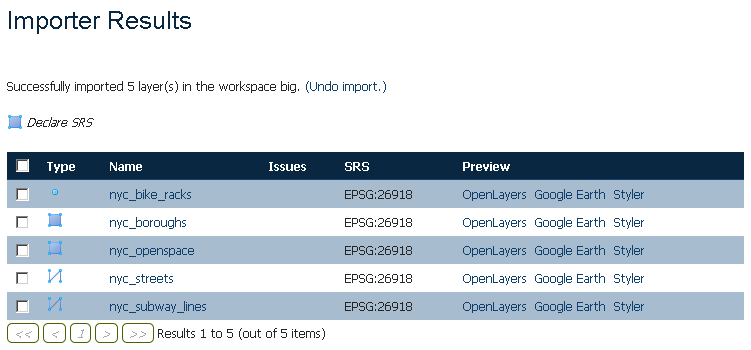 Importer Results
Successfully imported 5 layer(s) in the workspace big. (Undo import.)
Declare SRS
Type Name Issues SRS Preview
nyc_bike_racks EPSG:26918 OpenLayers Google Earth Styler
nyc_boroughs EPSG:26918 OpenLayers Google Earth Styler
nyc_openspace EPSG:26918 OpenLayers Google Earth Styler
nyc_streets EPSG:26918 OpenLayers Google Earth Styler
nyc_subway_lines EPSG:26918 OpenLayers Google Earth Styler
<< < 1 > >> Results 1 to 5 (out of 5 items)